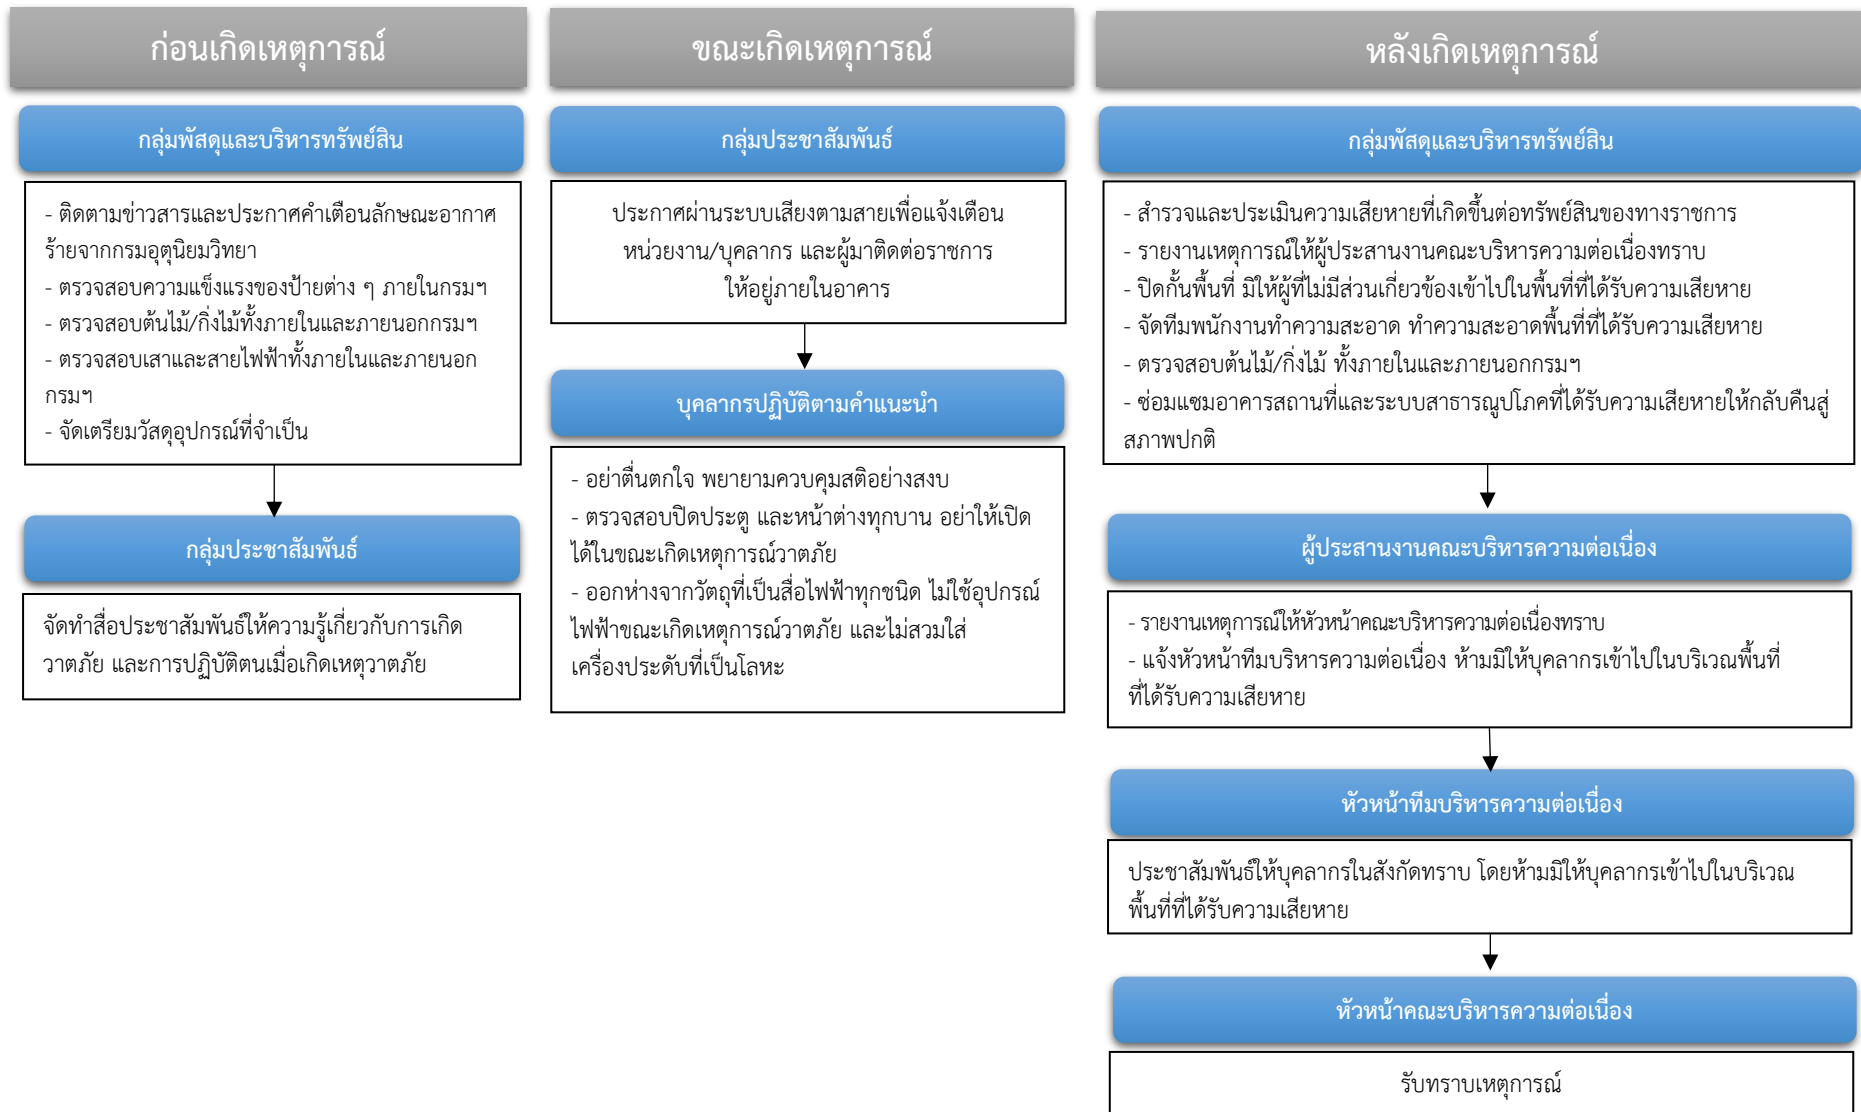 ก่อนเกิดเหตุการณ์
กลุ่มพัสดุและบริหารทรัพย์สิน
- ติดตามข่าวสารและประกาศคำเตือนลักษณะอากาศ
ร้ายจากกรมอุตุนิยมวิทยา
- ตรวจสอบความแข็งแรงของป้ายต่าง ๆ ภายในกรมฯ
- ตรวจสอบต้นไม้/กิ่งไม้ทั้งภายในและภายนอกกรมฯ
- ตรวจสอบเสาและสายไฟฟ้าทั้งภายในและภายนอก
กรมฯ
- จัดเตรียมวัสดุอุปกรณ์ที่จำเป็น
กลุ่มประชาสัมพันธ์
จัดทำสื่อประชาสัมพันธ์ให้ความรู้เกี่ยวกับการเกิด
วาตภัย และการปฏิบัติตนเมื่อเกิดเหตุวาตภัย
ขณะเกิดเหตุการณ์
กลุ่มประชาสัมพันธ์
ประกาศผ่านระบบเสียงตามสายเพื่อแจ้งเตือน
หน่วยงาน/บุคลากร และผู้มาติดต่อราชการ
ให้อยู่ภายในอาคาร
บุคลากรปฏิบัติตามคำแนะนำ
- อย่าตื่นตกใจ พยายามควบคุมสติอย่างสงบ
- ตรวจสอบปิดประตู และหน้าต่างทุกบาน อย่าให้เปิด
ได้ในขณะเกิดเหตุการณ์วาตภัย
- ออกห่างจากวัตถุที่เป็นสื่อไฟฟ้าทุกชนิด ไม่ใช้อุปกรณ์
ไฟฟ้าขณะเกิดเหตุการณ์วาตภัย และไม่สวมใส่
เครื่องประดับที่เป็นโลหะ
หลังเกิดเหตุการณ์
กลุ่มพัสดุและบริหารทรัพย์สิน
- สำรวจและประเมินความเสียหายที่เกิดขึ้นต่อทรัพย์สินของทางราชการ
- รายงานเหตุการณ์ให้ผู้ประสานงานคณะบริหารความต่อเนื่องทราบ
- ปิดกั้นพื้นที่ มิให้ผู้ที่ไม่มีส่วนเกี่ยวข้องเข้าไปในพื้นที่ที่ได้รับความเสียหาย
- จัดทีมพนักงานทำความสะอาด ทำความสะอาดพื้นที่ที่ได้รับความเสียหาย
- ตรวจสอบต้นไม้/กิ่งไม้ ทั้งภายในและภายนอกกรมฯ
- ซ่อมแซมอาคารสถานที่และระบบสาธารณูปโภคที่ได้รับความเสียหายให้กลับคืนสู่
สภาพปกติ
ผู้ประสานงานคณะบริหารความต่อเนื่อง
- รายงานเหตุการณ์ให้หัวหน้าคณะบริหารความต่อเนื่องทราบ
- แจ้งหัวหน้าทีมบริหารความต่อเนื่อง ห้ามมิให้บุคลากรเข้าไปในบริเวณพื้นที่
ที่ได้รับความเสียหาย
หัวหน้าทีมบริหารความต่อเนื่อง
ประชาสัมพันธ์ให้บุคลากรในสังกัดทราบ โดยห้ามมิให้บุคลากรเข้าไปในบริเวณ
พื้นที่ที่ได้รับความเสียหาย
หัวหน้าคณะบริหารความต่อเนื่อง
รับทราบเหตุการณ์